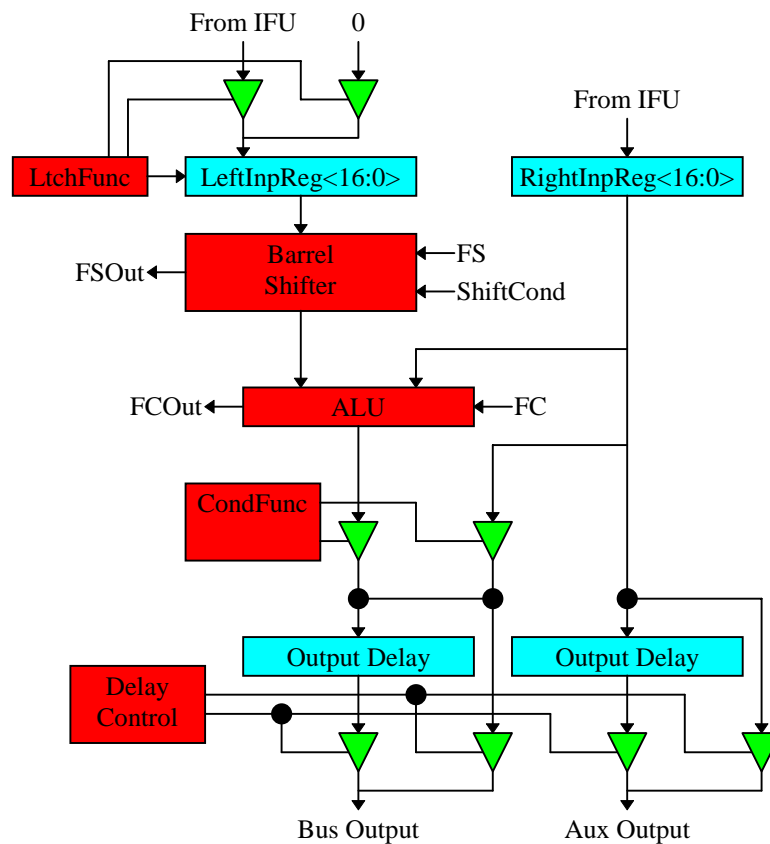 From IFU
0
From IFU
LtchFunc
LeftInpReg<16:0>
RightInpReg<16:0>
Barrel
Shifter
FS
FSOut
ShiftCond
FCOut
ALU
FC
CondFunc
Output Delay
Output Delay
Delay
Control
Bus Output
Aux Output